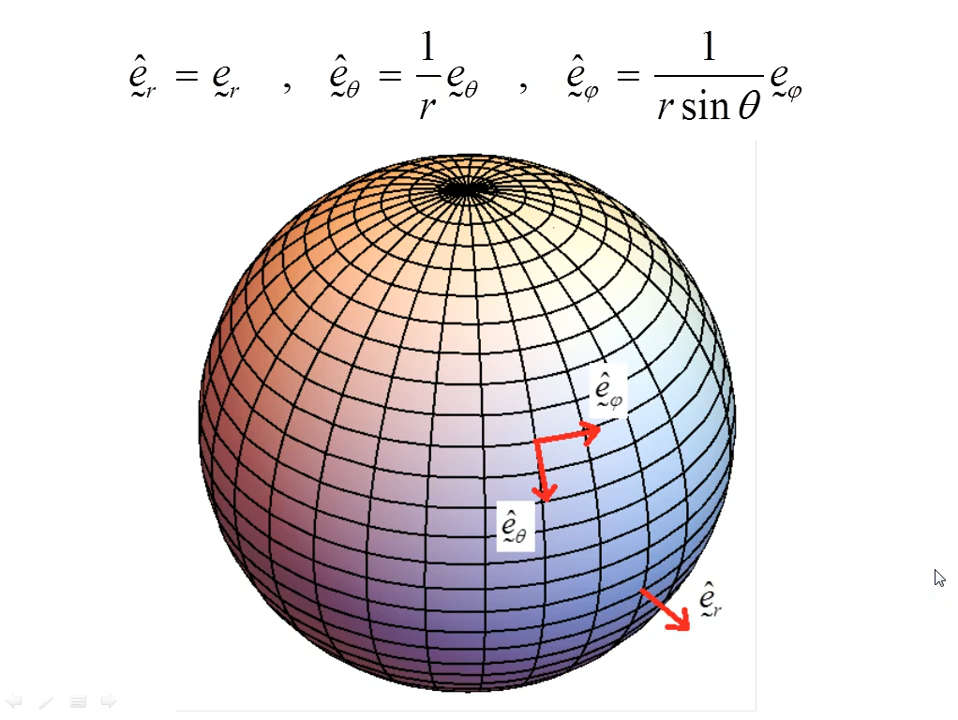 ê_r = e_r , ê_θ = 1/r e_θ , ê_φ = 1/(r sin θ) e_φ
ê_φ
ê_θ
ê_r